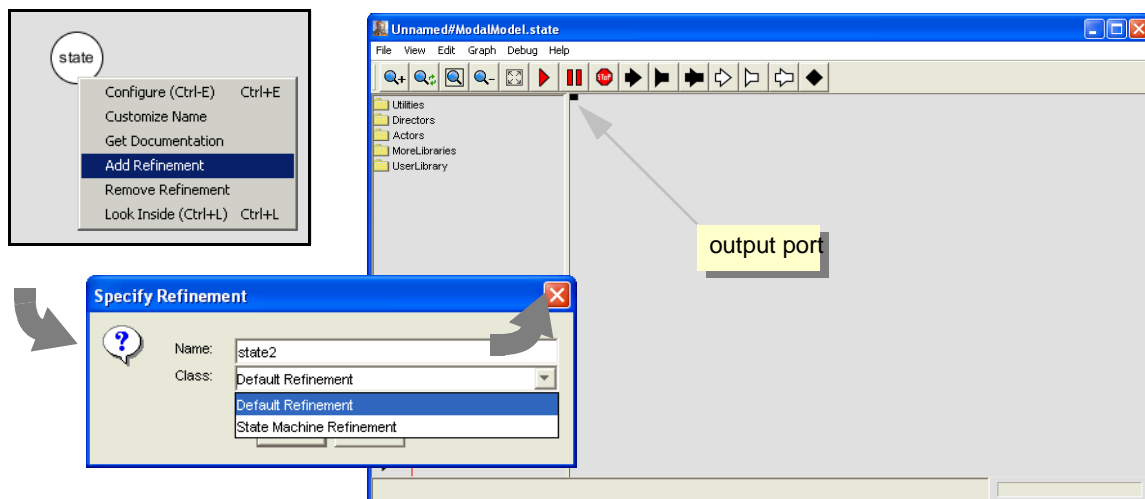 state
Configure (Ctrl-E) Ctrl+E
Customize Name
Get Documentation
Add Refinement
Remove Refinement
Look Inside (Ctrl+L) Ctrl+L
Unnamed#ModalModel.state
File View Edit Graph Debug Help
STOP
Utilities
Directors
Actors
MoreLibraries
UserLibrary
output port
Specify Refinement
?
Name: state2
Class: Default Refinement
Default Refinement
State Machine Refinement